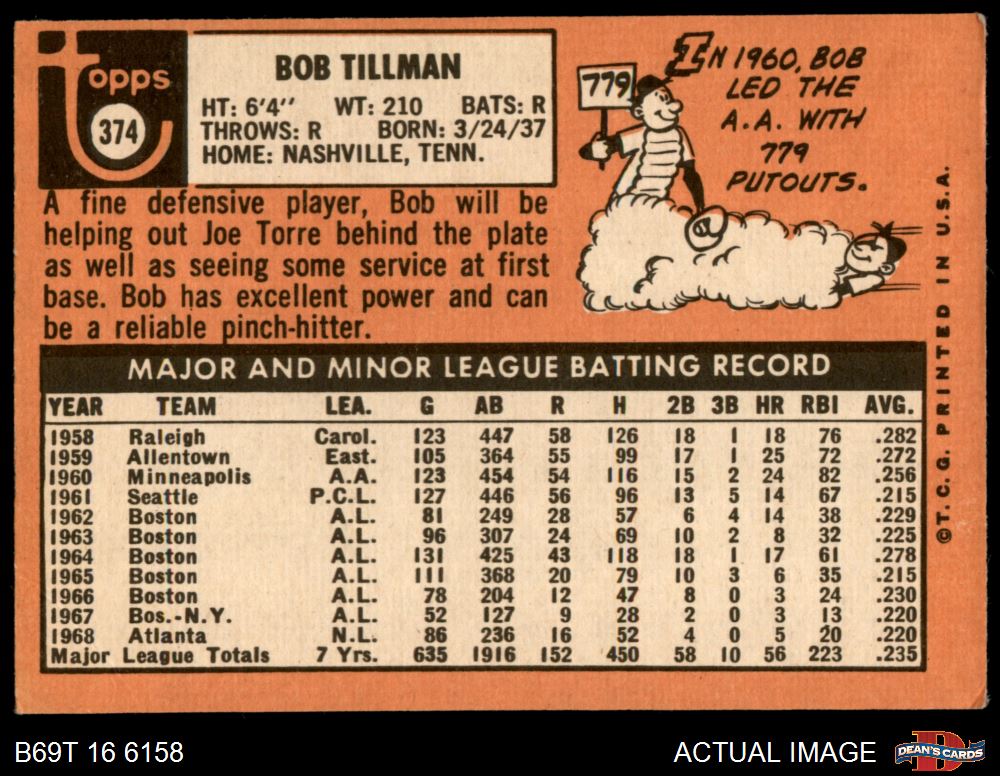 Topps
374
BOB TILLMAN
HT: 6'4" WT: 210 BATS: R
THROWS: R BORN: 3/24/37
HOME: NASHVILLE, TENN.
779
IN 1960, BOB
LED THE
A.A. WITH
779
PUTOUTS.
A fine defensive player, Bob will be
helping out Joe Torre behind the plate
as well as seeing some service at first
base. Bob has excellent power and can
be a reliable pinch-hitter.
MAJOR AND MINOR LEAGUE BATTING RECORD
YEAR TEAM LEA. G AB R H 2B 3B HR RBI AVG.
1958 Raleigh Carol. 123 447 58 126 18 1 18 76 .282
1959 Allentown East. 105 364 55 99 17 1 25 72 .272
1960 Minneapolis A.A. 123 454 54 116 15 2 24 82 .256
1961 Seattle P.C.L. 127 446 56 96 13 5 14 67 .215
1962 Boston A.L. 81 249 28 57 6 4 14 38 .229
1963 Boston A.L. 96 307 24 69 10 2 8 32 .225
1964 Boston A.L. 131 425 43 118 18 1 17 61 .278
1965 Boston A.L. 111 368 20 79 10 3 6 35 .215
1966 Boston A.L. 78 204 12 47 8 0 3 24 .230
1967 Bos.-N.Y. A.L. 52 127 9 28 2 0 3 13 .220
1968 Atlanta N.L. 86 236 16 52 4 0 5 20 .220
Major League Totals 7 Yrs. 635 1916 152 450 58 10 56 223 .235
©T.C.G. PRINTED IN U.S.A.
B69T 16 6158
ACTUAL IMAGE
D
DEAN'S CARDS